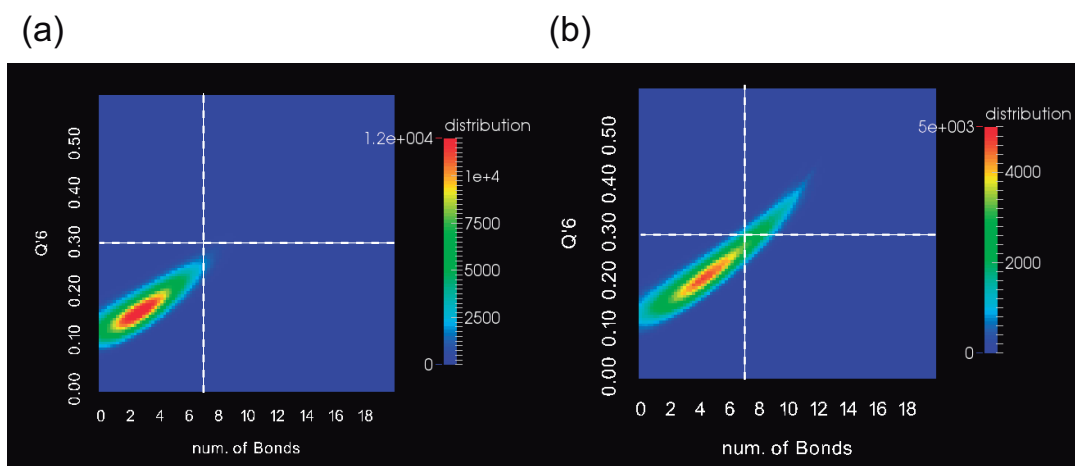 (a)
(b)
distribution
1.2e+004
1e+4
7500
5000
2500
0
0.50
0.40
0.30
0.20
0.10
0.00
Q'6
0 2 4 6 8 10 12 14 16 18
num. of Bonds
distribution
5e+003
4000
2000
0
0.50
0.40
0.30
0.20
0.10
0.00
Q'6
0 2 4 6 8 10 12 14 16 18
num. of Bonds